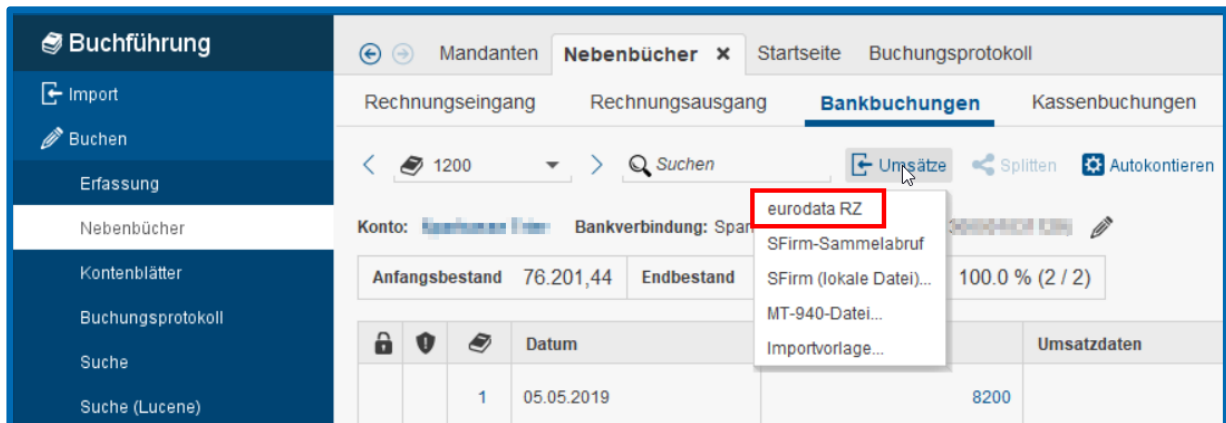 Buchführung
Mandanten Nebenbücher Startseite Buchungsprotokoll
Import
Rechnungseingang Rechnungsausgang Bankbuchungen Kassenbuchungen
Buchen
1200 Suchen Umsätze Splitten Autokontieren
Erfassung
eurodata RZ
Nebenbücher
Konto: Bankverbindung: Spar
SFirm-Sammelabruf
Kontenblätter
Anfangsbestand 76.201,44 Endbestand SFirm (lokale Datei)... 100.0 % (2 / 2)
Buchungsprotokoll
MT-940-Datei...
Datum Importvorlage... Umsatzdaten
Suche
1 05.05.2019 8200
Suche (Lucene)